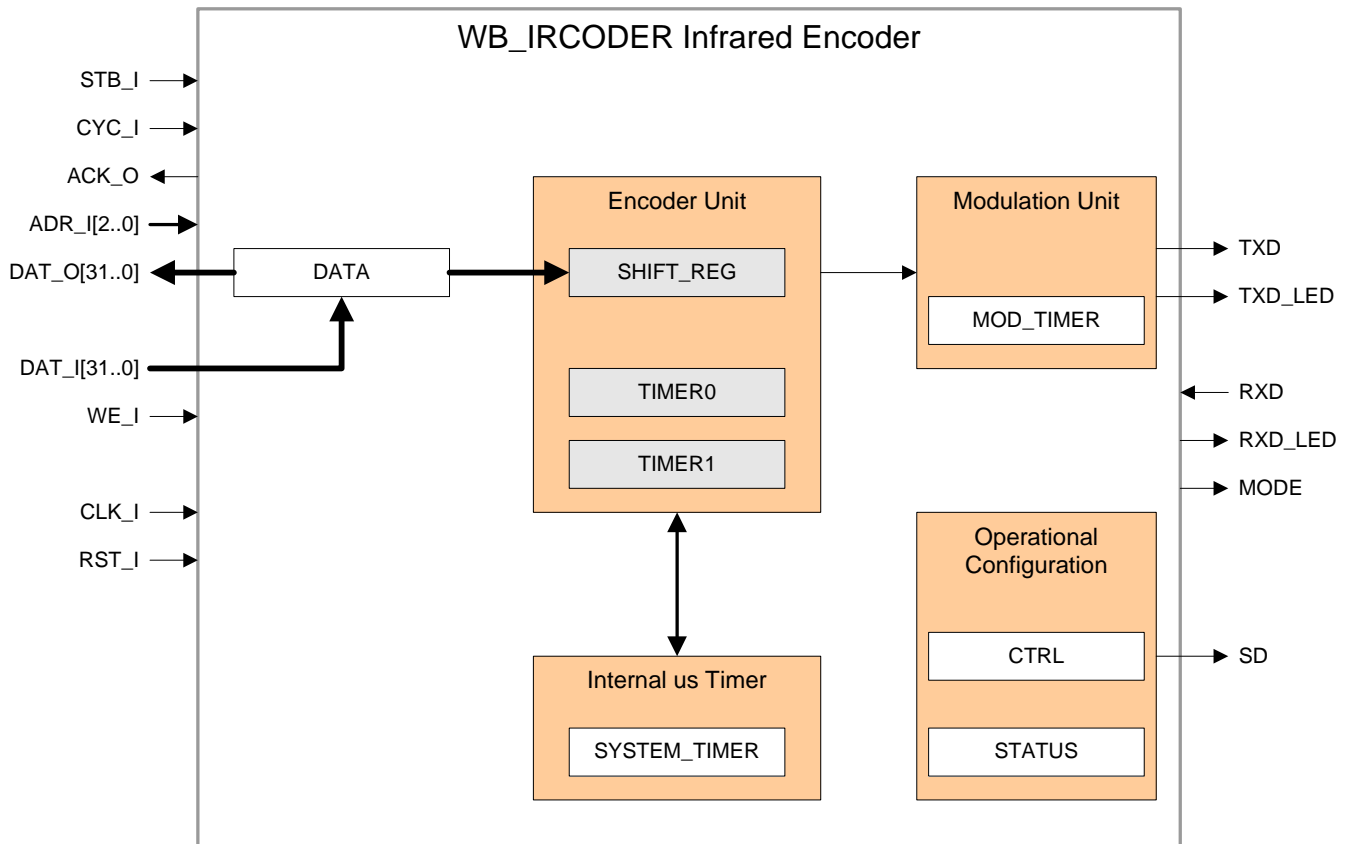 WB_IRCODER Infrared Encoder
STB_I
CYC_I
ACK_O
ADR_I[2..0]
DAT_O[31..0]
DAT_I[31..0]
WE_I
CLK_I
RST_I
DATA
Encoder Unit
SHIFT_REG
TIMER0
TIMER1
Internal us Timer
SYSTEM_TIMER
Modulation Unit
MOD_TIMER
Operational
Configuration
CTRL
STATUS
TXD
TXD_LED
RXD
RXD_LED
MODE
SD